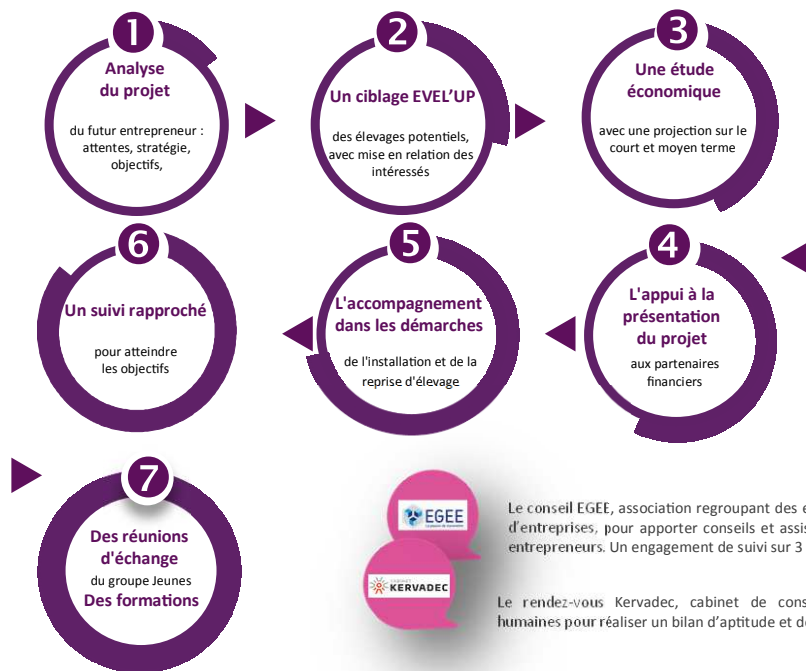 1
Analyse
du projet
du futur entrepreneur :
attentes, stratégie,
objectifs,
2
Un ciblage EVEL'UP
des élevages potentiels,
avec mise en relation des
intéressés
3
Une étude
économique
avec une projection sur le
court et moyen terme
4
L'appui à la
présentation
du projet
aux partenaires
financiers
5
L'accompagnement
dans les démarches
de l'installation et de la
reprise d'élevage
6
Un suivi rapproché
pour atteindre
les objectifs
7
Des réunions
d'échange
du groupe Jeunes
Des formations
EGEE
Le conseil EGEE, association regroupant des e
d'entreprises, pour apporter conseils et assis
entrepreneurs. Un engagement de suivi sur 3
CABINET
KERVADEC
Le rendez-vous Kervadec, cabinet de cons
humaines pour réaliser un bilan d'aptitude et de